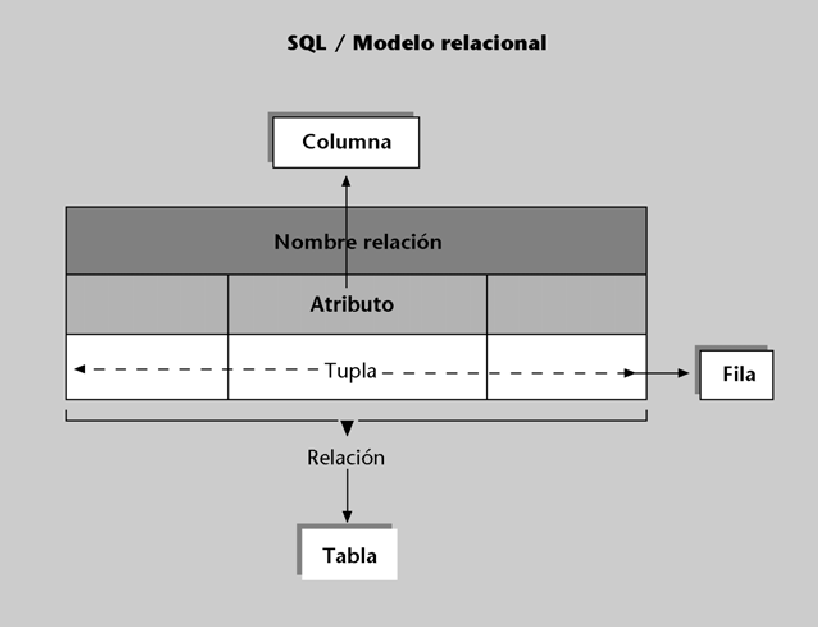 SQL / Modelo relacional
Columna
Nombre relación
Atributo
Tupla
Fila
Relación
Tabla